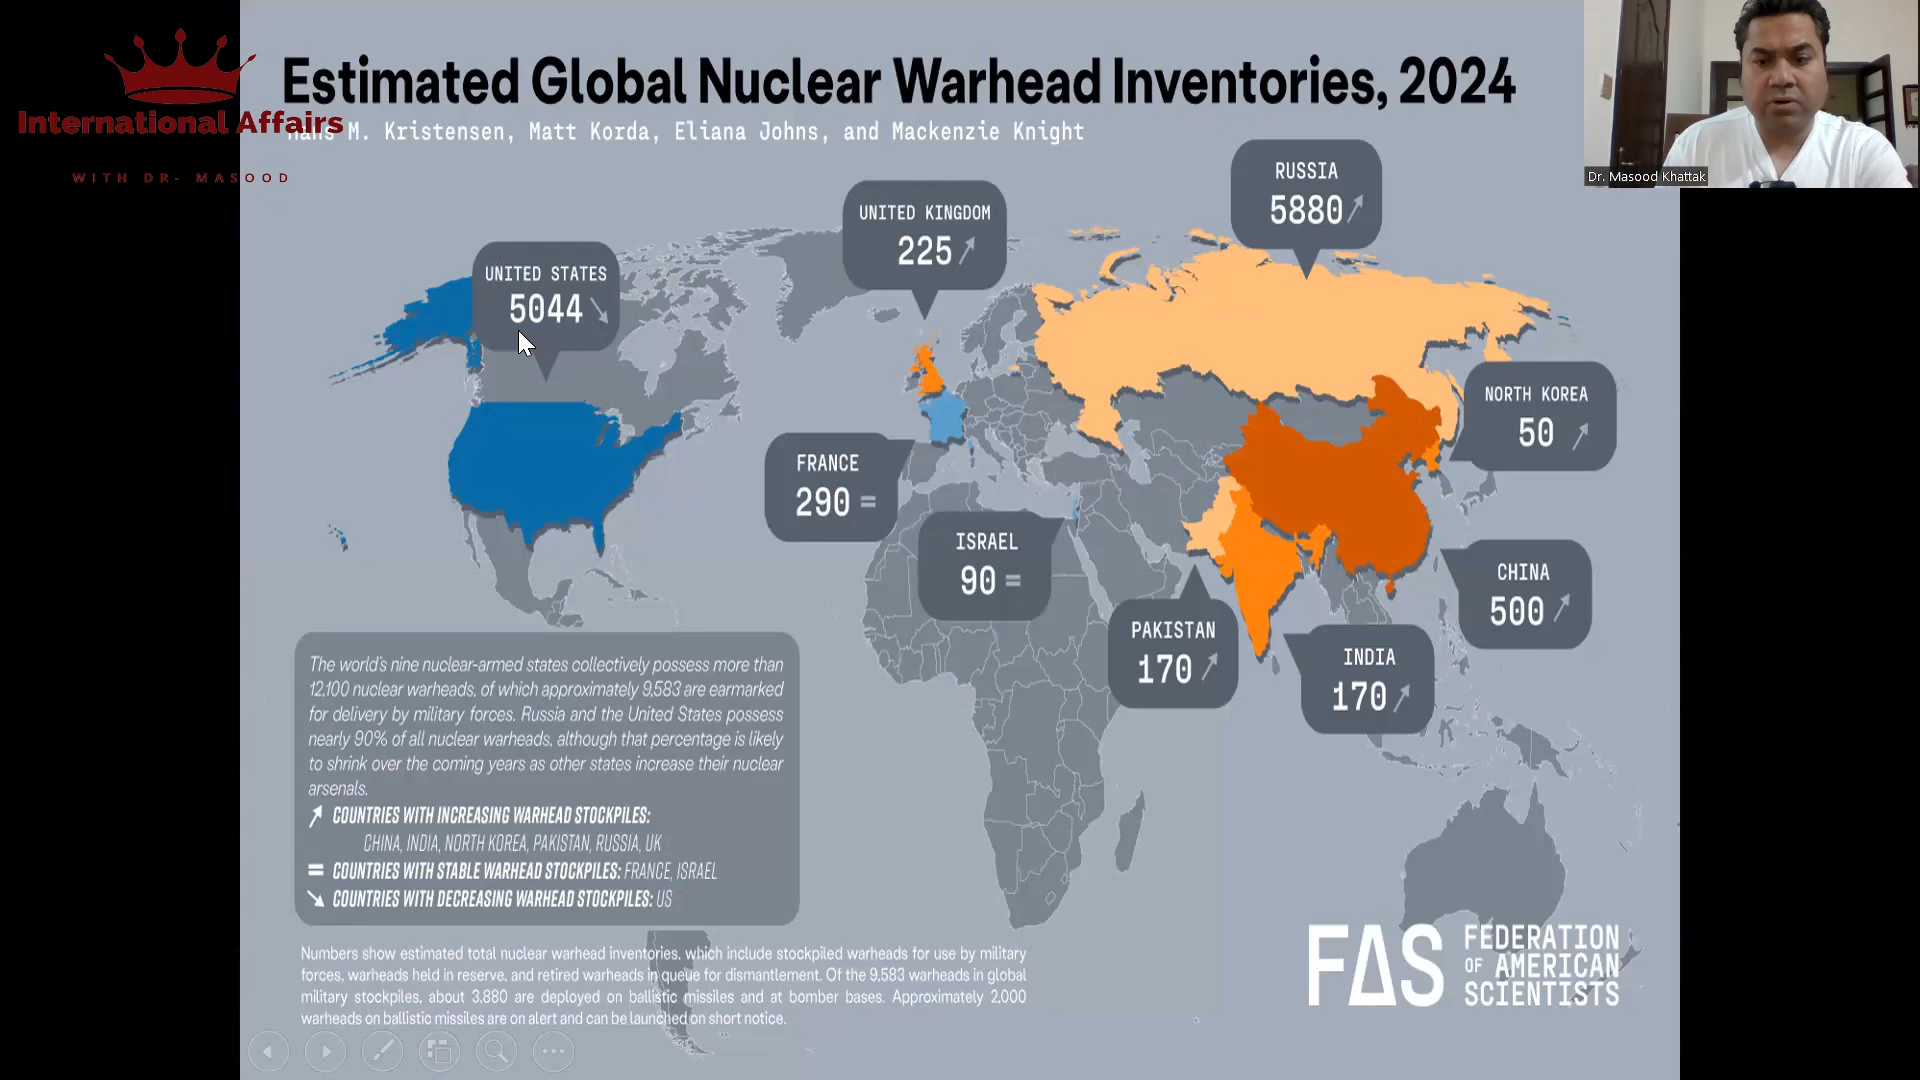 Estimated Global Nuclear Warhead Inventories, 2024
International Affairs
M. Kristensen, Matt Korda, Eliana Johns, and Mackenzie Knight
WITH DR- MASOOD
Dr. Masood Khattak
RUSSIA
5880
UNITED KINGDOM
225
UNITED STATES
5044
NORTH KOREA
50
FRANCE
290 =
ISRAEL
90 =
CHINA
500
PAKISTAN
170
INDIA
170
The world's nine nuclear-armed states collectively possess more than
12,100 nuclear warheads, of which approximately 9,583 are earmarked
for delivery by military forces. Russia and the United States possess
nearly 90% of all nuclear warheads, although that percentage is likely
to shrink over the coming years as other states increase their nuclear
arsenals.
COUNTRIES WITH INCREASING WARHEAD STOCKPILES:
CHINA, INDIA, NORTH KOREA, PAKISTAN, RUSSIA, UK
= COUNTRIES WITH STABLE WARHEAD STOCKPILES: FRANCE, ISRAEL
COUNTRIES WITH DECREASING WARHEAD STOCKPILES: US
Numbers show estimated total nuclear warhead inventories, which include stockpiled warheads for use by military
forces, warheads held in reserve, and retired warheads in queue for dismantlement. Of the 9,583 warheads in global
military stockpiles, about 3,880 are deployed on ballistic missiles and at bomber bases. Approximately 2,000
warheads on ballistic missiles are on alert and can be launched on short notice.
FAS
FEDERATION
OF AMERICAN
SCIENTISTS